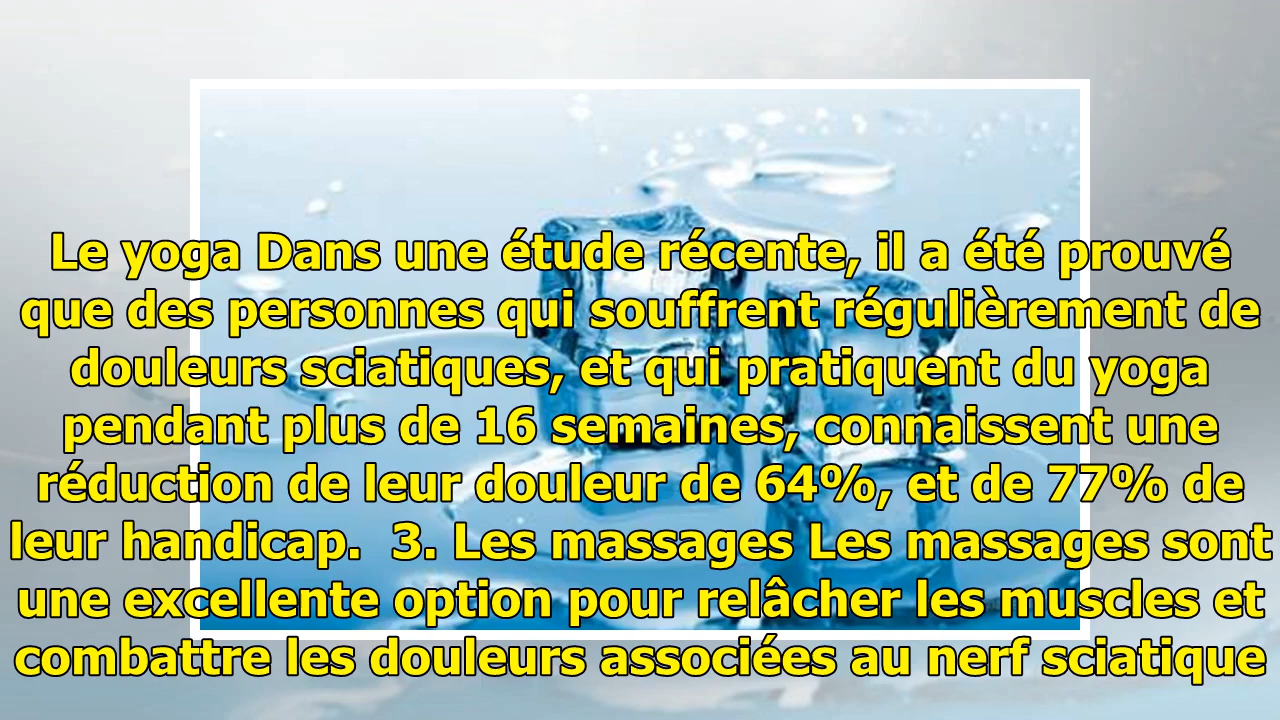 Le yoga Dans une étude récente, il a été prouvé
que des personnes qui souffrent régulièrement de
douleurs sciatiques, et qui pratiquent du yoga
pendant plus de 16 semaines, connaissent une
réduction de leur douleur de 64%, et de 77% de
leur handicap.  3. Les massages Les massages sont
une excellente option pour relâcher les muscles et
combattre les douleurs associées au nerf sciatique